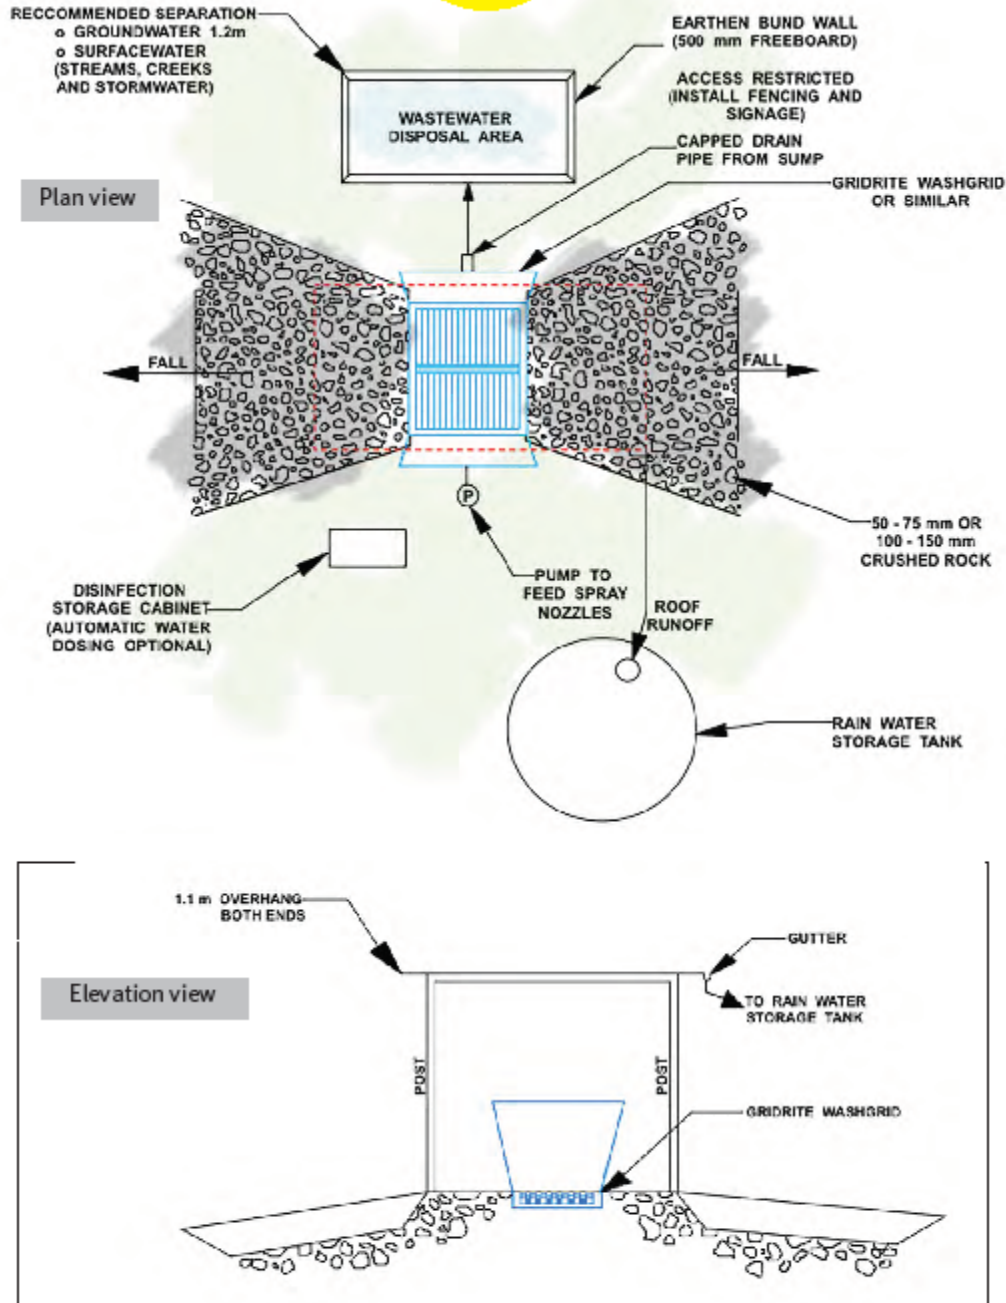 RECCOMMENDED SEPARATION
o GROUNDWATER 1.2m
o SURFACEWATER
(STREAMS, CREEKS
AND STORMWATER)
EARTHEN BUND WALL
(500 mm FREEBOARD)
ACCESS RESTRICTED
(INSTALL FENCING AND
SIGNAGE)
WASTEWATER
DISPOSAL AREA
CAPPED DRAIN
PIPE FROM SUMP
GRIDRITE WASHGRID
OR SIMILAR
Plan view
FALL
FALL
P
50 - 75 mm OR
100 - 150 mm
CRUSHED ROCK
PUMP TO
FEED SPRAY
NOZZLES
DISINFECTION
STORAGE CABINET
(AUTOMATIC WATER
DOSING OPTIONAL)
ROOF
RUNOFF
RAIN WATER
STORAGE TANK
1.1 m OVERHANG
BOTH ENDS
GUTTER
Elevation view
TO RAIN WATER
STORAGE TANK
POST
POST
GRIDRITE WASHGRID